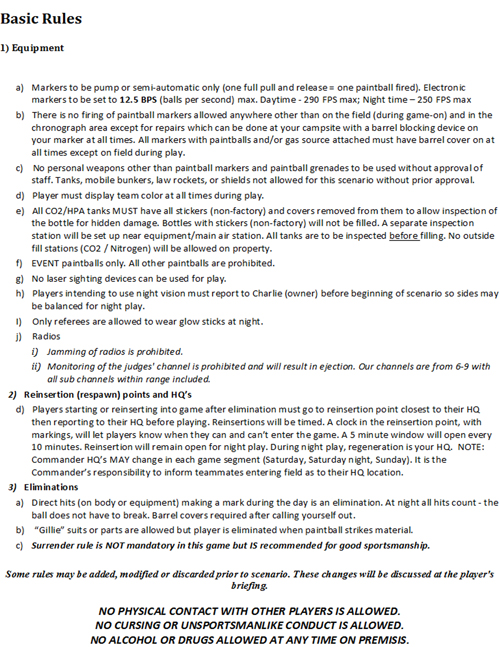 Basic Rules
1) Equipment
a) Markers to be pump or semi-automatic only (one full pull and release = one paintball fired). Electronic
markers to be set to 12.5 BPS (balls per second) max. Daytime - 290 FPS max; Night time – 250 FPS max
b) There is no firing of paintball markers allowed anywhere other than on the field (during game-on) and in the
chronograph area except for repairs which can be done at your campsite with a barrel blocking device on
your marker at all times. All markers with paintballs and/or gas source attached must have barrel cover on at
all times except on field during play.
c) No personal weapons other than paintball markers and paintball grenades to be used without approval of
staff. Tanks, mobile bunkers, law rockets, or shields not allowed for this scenario without prior approval.
d) Player must display team color at all times during play.
e) All CO2/HPA tanks MUST have all stickers (non-factory) and covers removed from them to allow inspection of
the bottle for hidden damage. Bottles with stickers (non-factory) will not be filled. A separate inspection
station will be set up near equipment/main air station. All tanks are to be inspected before filling. No outside
fill stations (CO2 / Nitrogen) will be allowed on property.
f) EVENT paintballs only. All other paintballs are prohibited.
g) No laser sighting devices can be used for play.
h) Players intending to use night vision must report to Charlie (owner) before beginning of scenario so sides may
be balanced for night play.
I) Only referees are allowed to wear glow sticks at night.
j) Radios
i) Jamming of radios is prohibited.
ii) Monitoring of the judges' channel is prohibited and will result in ejection. Our channels are from 6-9 with
all sub channels within range included.
2) Reinsertion (respawn) points and HQ's
d) Players starting or reinserting into game after elimination must go to reinsertion point closest to their HQ
then reporting to their HQ before playing. Reinsertions will be timed. A clock in the reinsertion point, with
markings, will let players know when they can and can't enter the game. A 5 minute window will open every
10 minutes. Reinsertion will remain open for night play. During night play, regeneration is your HQ. NOTE:
Commander HQ's MAY change in each game segment (Saturday, Saturday night, Sunday). It is the
Commander's responsibility to inform teammates entering field as to their HQ location.
3) Eliminations
a) Direct hits (on body or equipment) making a mark during the day is an elimination. At night all hits count - the
ball does not have to break. Barrel covers required after calling yourself out.
b) "Gillie" suits or parts are allowed but player is eliminated when paintball strikes material.
c) Surrender rule is NOT mandatory in this game but IS recommended for good sportsmanship.
Some rules may be added, modified or discarded prior to scenario. These changes will be discussed at the player's
briefing.
NO PHYSICAL CONTACT WITH OTHER PLAYERS IS ALLOWED.
NO CURSING OR UNSPORTSMANLIKE CONDUCT IS ALLOWED.
NO ALCOHOL OR DRUGS ALLOWED AT ANY TIME ON PREMISIS.